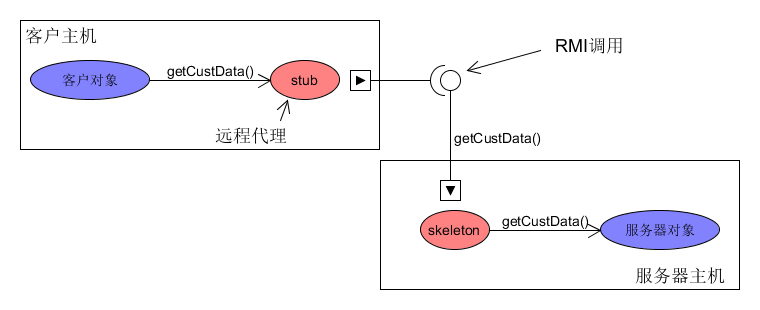 客户主机
RMI调用
客户对象
getCustData()
stub
远程代理
getCustData()
skeleton
getCustData()
服务器对象
服务器主机